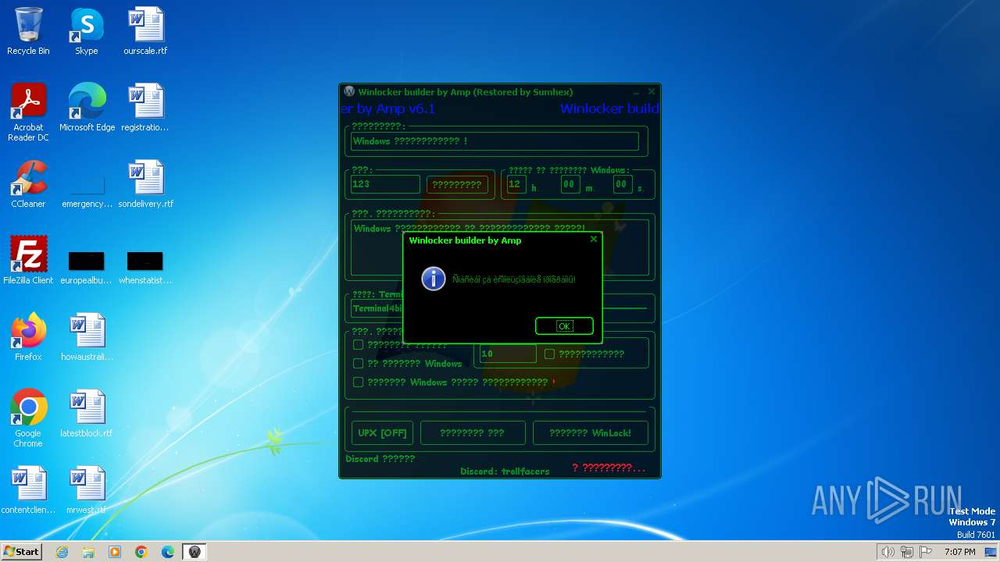 Recycle Bin
Skype
ourscale.rtf
Acrobat
Reader DC
Microsoft Edge
registratio...
CCleaner
emergency...
sondelivery.rtf
FileZilla Client
europealbu...
whenstatist...
Firefox
howaustrali...
Google
Chrome
latestblock.rtf
contentclien...
mrwest.rtf
Winlocker builder by Amp (Restored by Sumhex)
er by Amp v6.1
Winlocker build
?????????:
Windows ???????????? !
???:
123
?????????
????? ?? ???????? Windows:
12 h. 00 m. 00 s.
???. ??????????:
Windows ???????????? ?? ????????????? ?????!
Winlocker builder by Amp
Ñïàñèáî çà èñïîëüçîâàíèå ïðîãðàììû!
OK
????: Termi
Terminal4bi
???. ?????
???????? ??????
10
????????????
?? ??????? Windows
??????? Windows ????? ???????????? !
UPX [OFF]
???????? ???
??????? WinLock!
Discord ??????
Discord: trollfacers
? ?????????...
ANY RUN
Test Mode
Windows 7
Build 7601
Start
7:07 PM